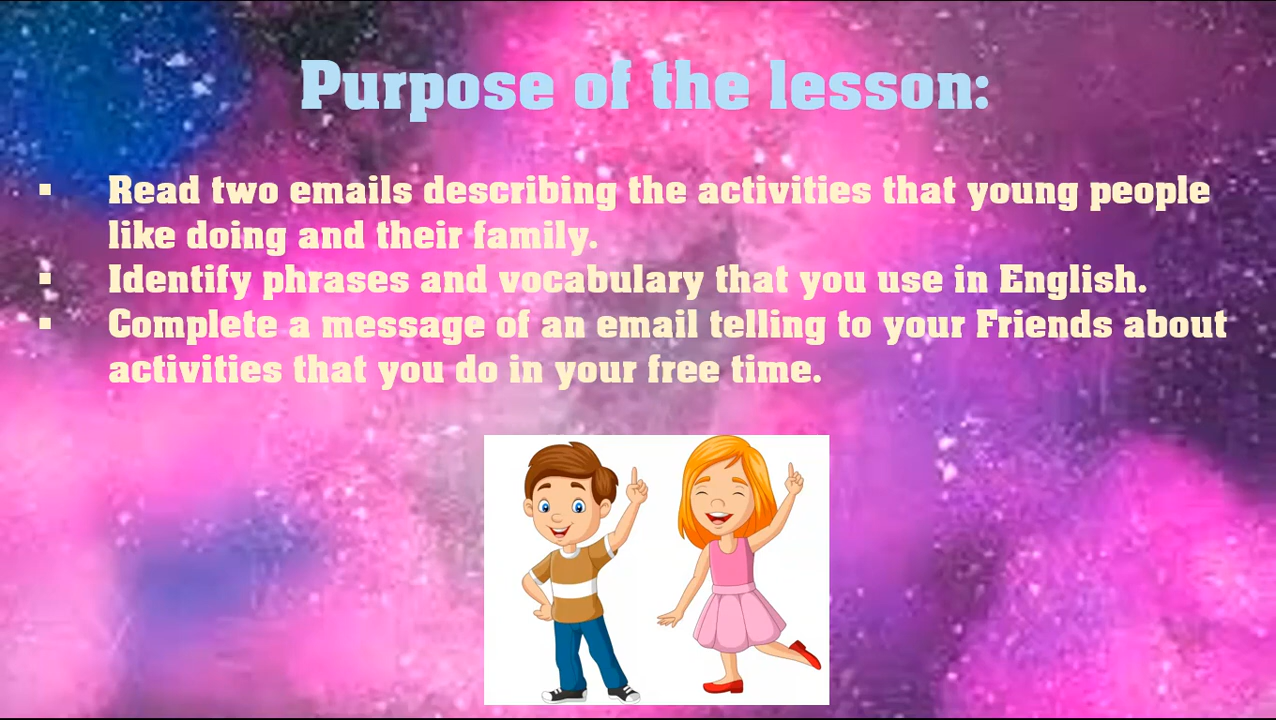 Purpose of the lesson:
▪ Read two emails describing the activities that young people
like doing and their family.
▪ Identify phrases and vocabulary that you use in English.
▪ Complete a message of an email telling to your Friends about
activities that you do in your free time.